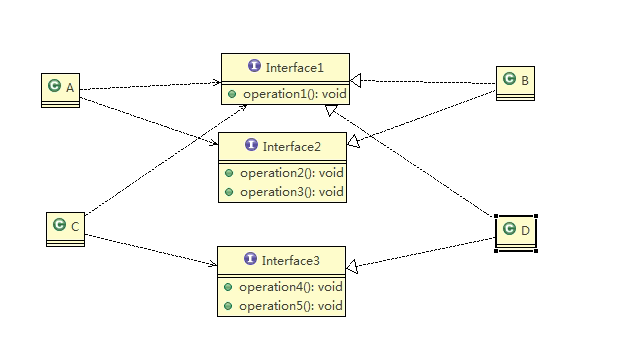 Interface1
operation1(): void
A
B
Interface2
operation2(): void
operation3(): void
C
D
Interface3
operation4(): void
operation5(): void